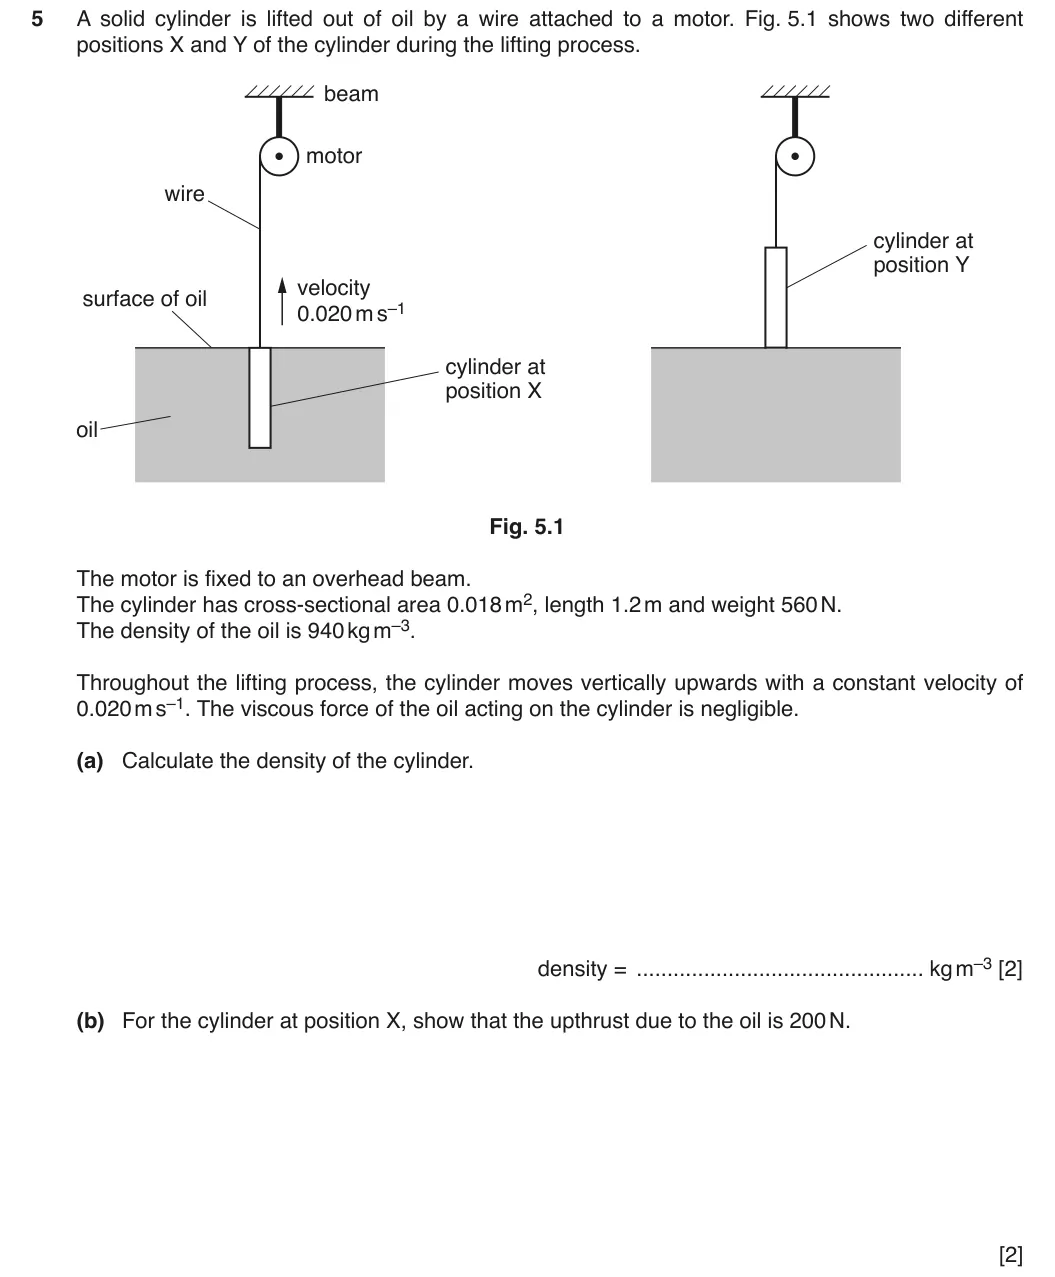 5 A solid cylinder is lifted out of oil by a wire attached to a motor. Fig. 5.1 shows two different
positions X and Y of the cylinder during the lifting process.
beam
motor
wire
cylinder at
position Y
velocity
0.020 m s⁻¹
surface of oil
cylinder at
position X
oil
Fig. 5.1
The motor is fixed to an overhead beam.
The cylinder has cross-sectional area 0.018 m², length 1.2 m and weight 560 N.
The density of the oil is 940 kg m⁻³.
Throughout the lifting process, the cylinder moves vertically upwards with a constant velocity of
0.020 m s⁻¹. The viscous force of the oil acting on the cylinder is negligible.
(a) Calculate the density of the cylinder.
density = ............................................... kg m⁻³ [2]
(b) For the cylinder at position X, show that the upthrust due to the oil is 200 N.
[2]